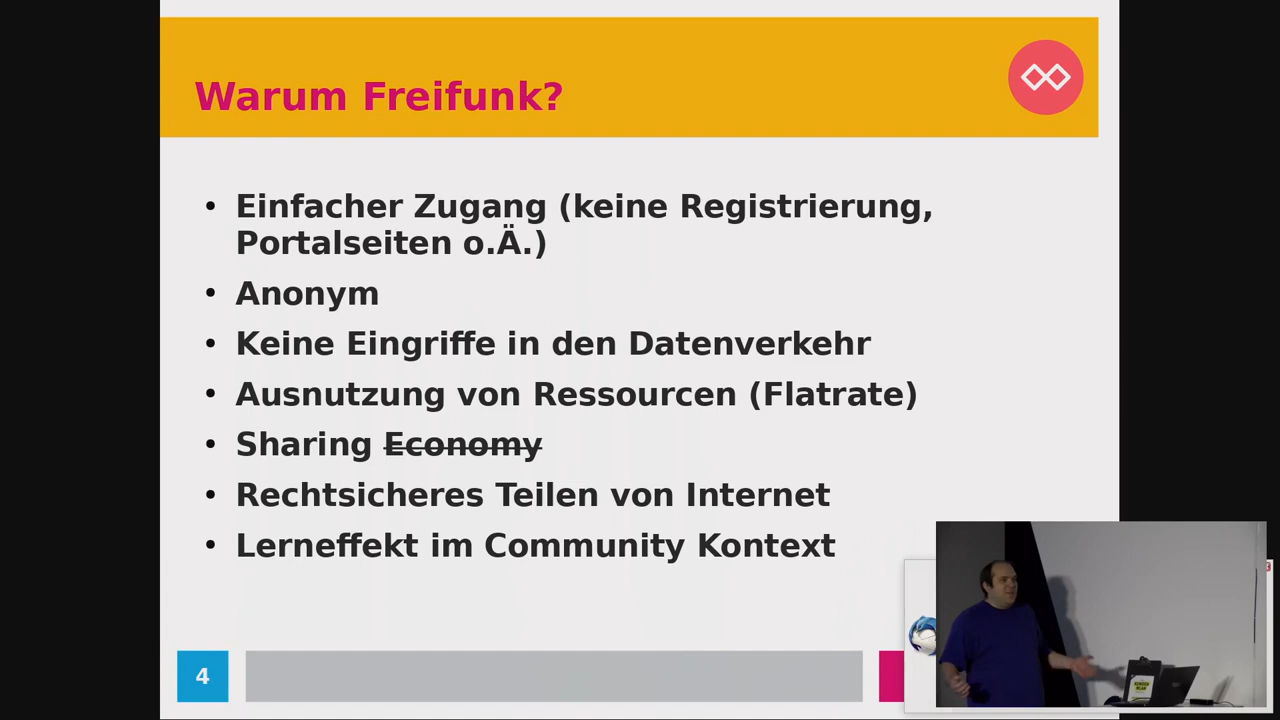 Warum Freifunk?
• Einfacher Zugang (keine Registrierung,
Portalseiten o.Ä.)
• Anonym
• Keine Eingriffe in den Datenverkehr
• Ausnutzung von Ressourcen (Flatrate)
• Sharing Economy
• Rechtsicheres Teilen von Internet
• Lerneffekt im Community Kontext
4